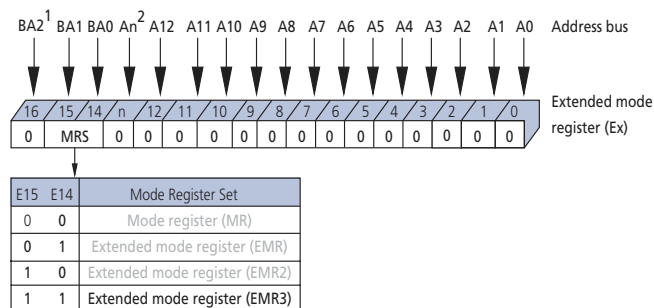 BA2¹ BA1 BA0 An² A12 A11 A10 A9 A8 A7 A6 A5 A4 A3 A2 A1 A0 Address bus
16 15 14 n 12 11 10 9 8 7 6 5 4 3 2 1 0 Extended mode
register (Ex)
0 MRS 0 0 0 0 0 0 0 0 0 0 0 0 0 0
E15 E14 Mode Register Set
0 0 Mode register (MR)
0 1 Extended mode register (EMR)
1 0 Extended mode register (EMR2)
1 1 Extended mode register (EMR3)